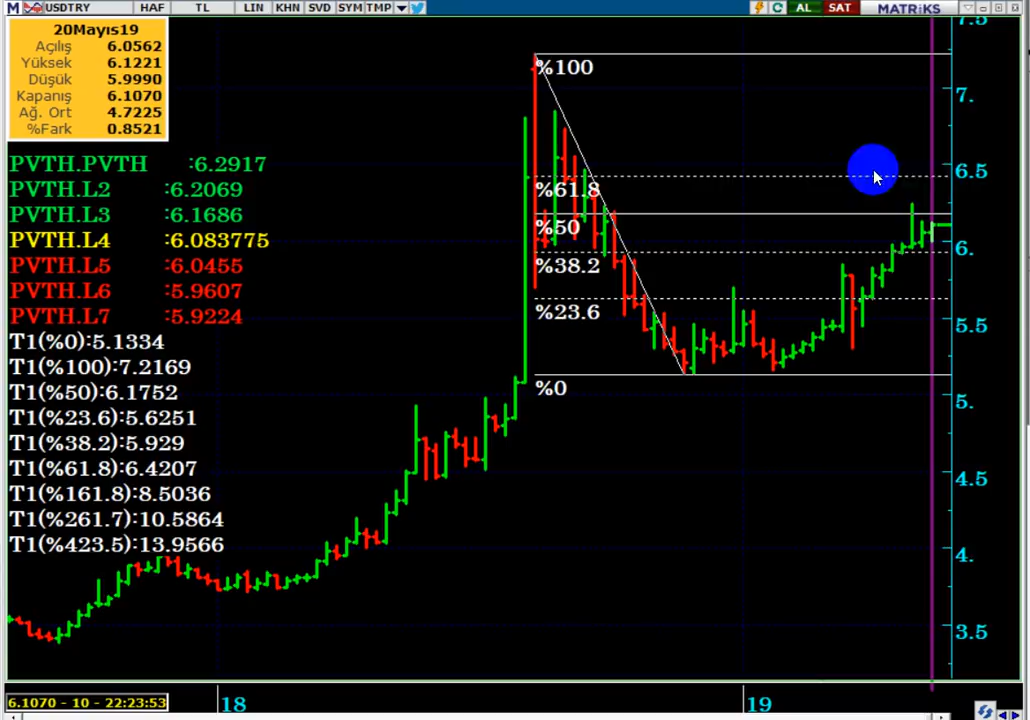 M USDTRY HAF TL LIN KHN SVD SYM TMP AL SAT MATRiKS
20Mayıs19
Açılış 6.0562
Yüksek 6.1221
Düşük 5.9990
Kapanış 6.1070
Ağ. Ort 4.7225
%Fark 0.8521
PVTH.PVTH :6.2917
PVTH.L2 :6.2069
PVTH.L3 :6.1686
PVTH.L4 :6.083775
PVTH.L5 :6.0455
PVTH.L6 :5.9607
PVTH.L7 :5.9224
T1(%0):5.1334
T1(%100):7.2169
T1(%50):6.1752
T1(%23.6):5.6251
T1(%38.2):5.929
T1(%61.8):6.4207
T1(%161.8):8.5036
T1(%261.7):10.5864
T1(%423.5):13.9566
%100
%61.8
%50
%38.2
%23.6
%0
7.5
7.
6.5
6.
5.5
5.
4.5
4.
3.5
6.1070 - 10 - 22:23:53
18
19